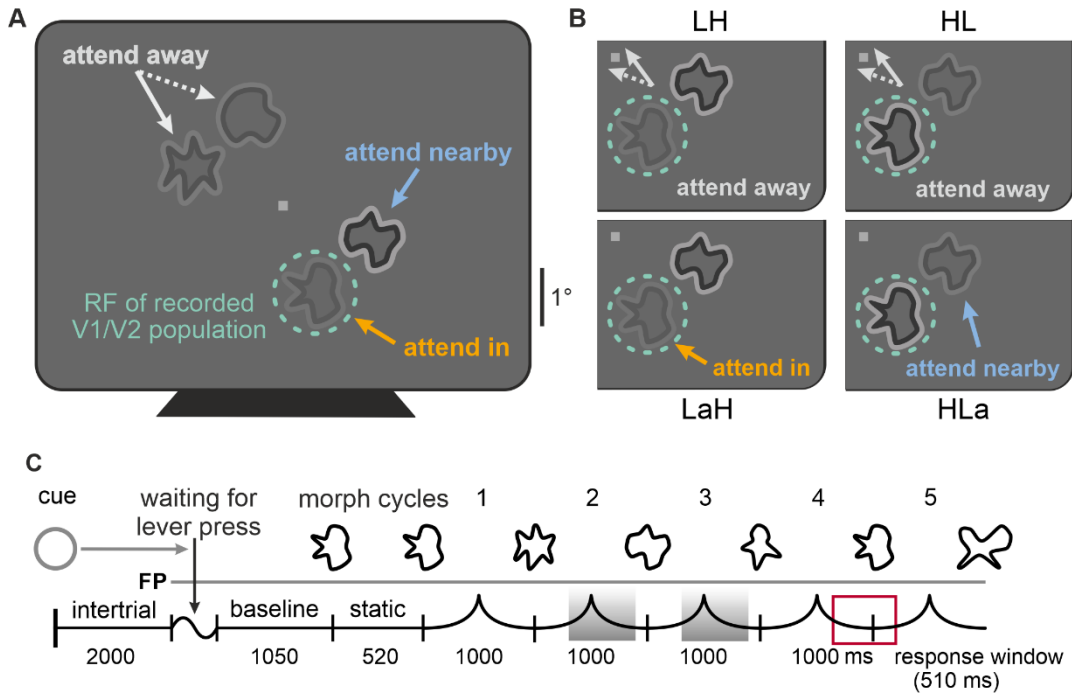 A
attend away
attend nearby
RF of recorded
V1/V2 population
attend in
1°
B
LH
HL
attend away
attend away
attend in
attend nearby
LaH
HLa
C
cue
waiting for
lever press
morph cycles
1
2
3
4
5
FP
intertrial
baseline
static
2000
1050
520
1000
1000
1000
1000 ms
response window
(510 ms)